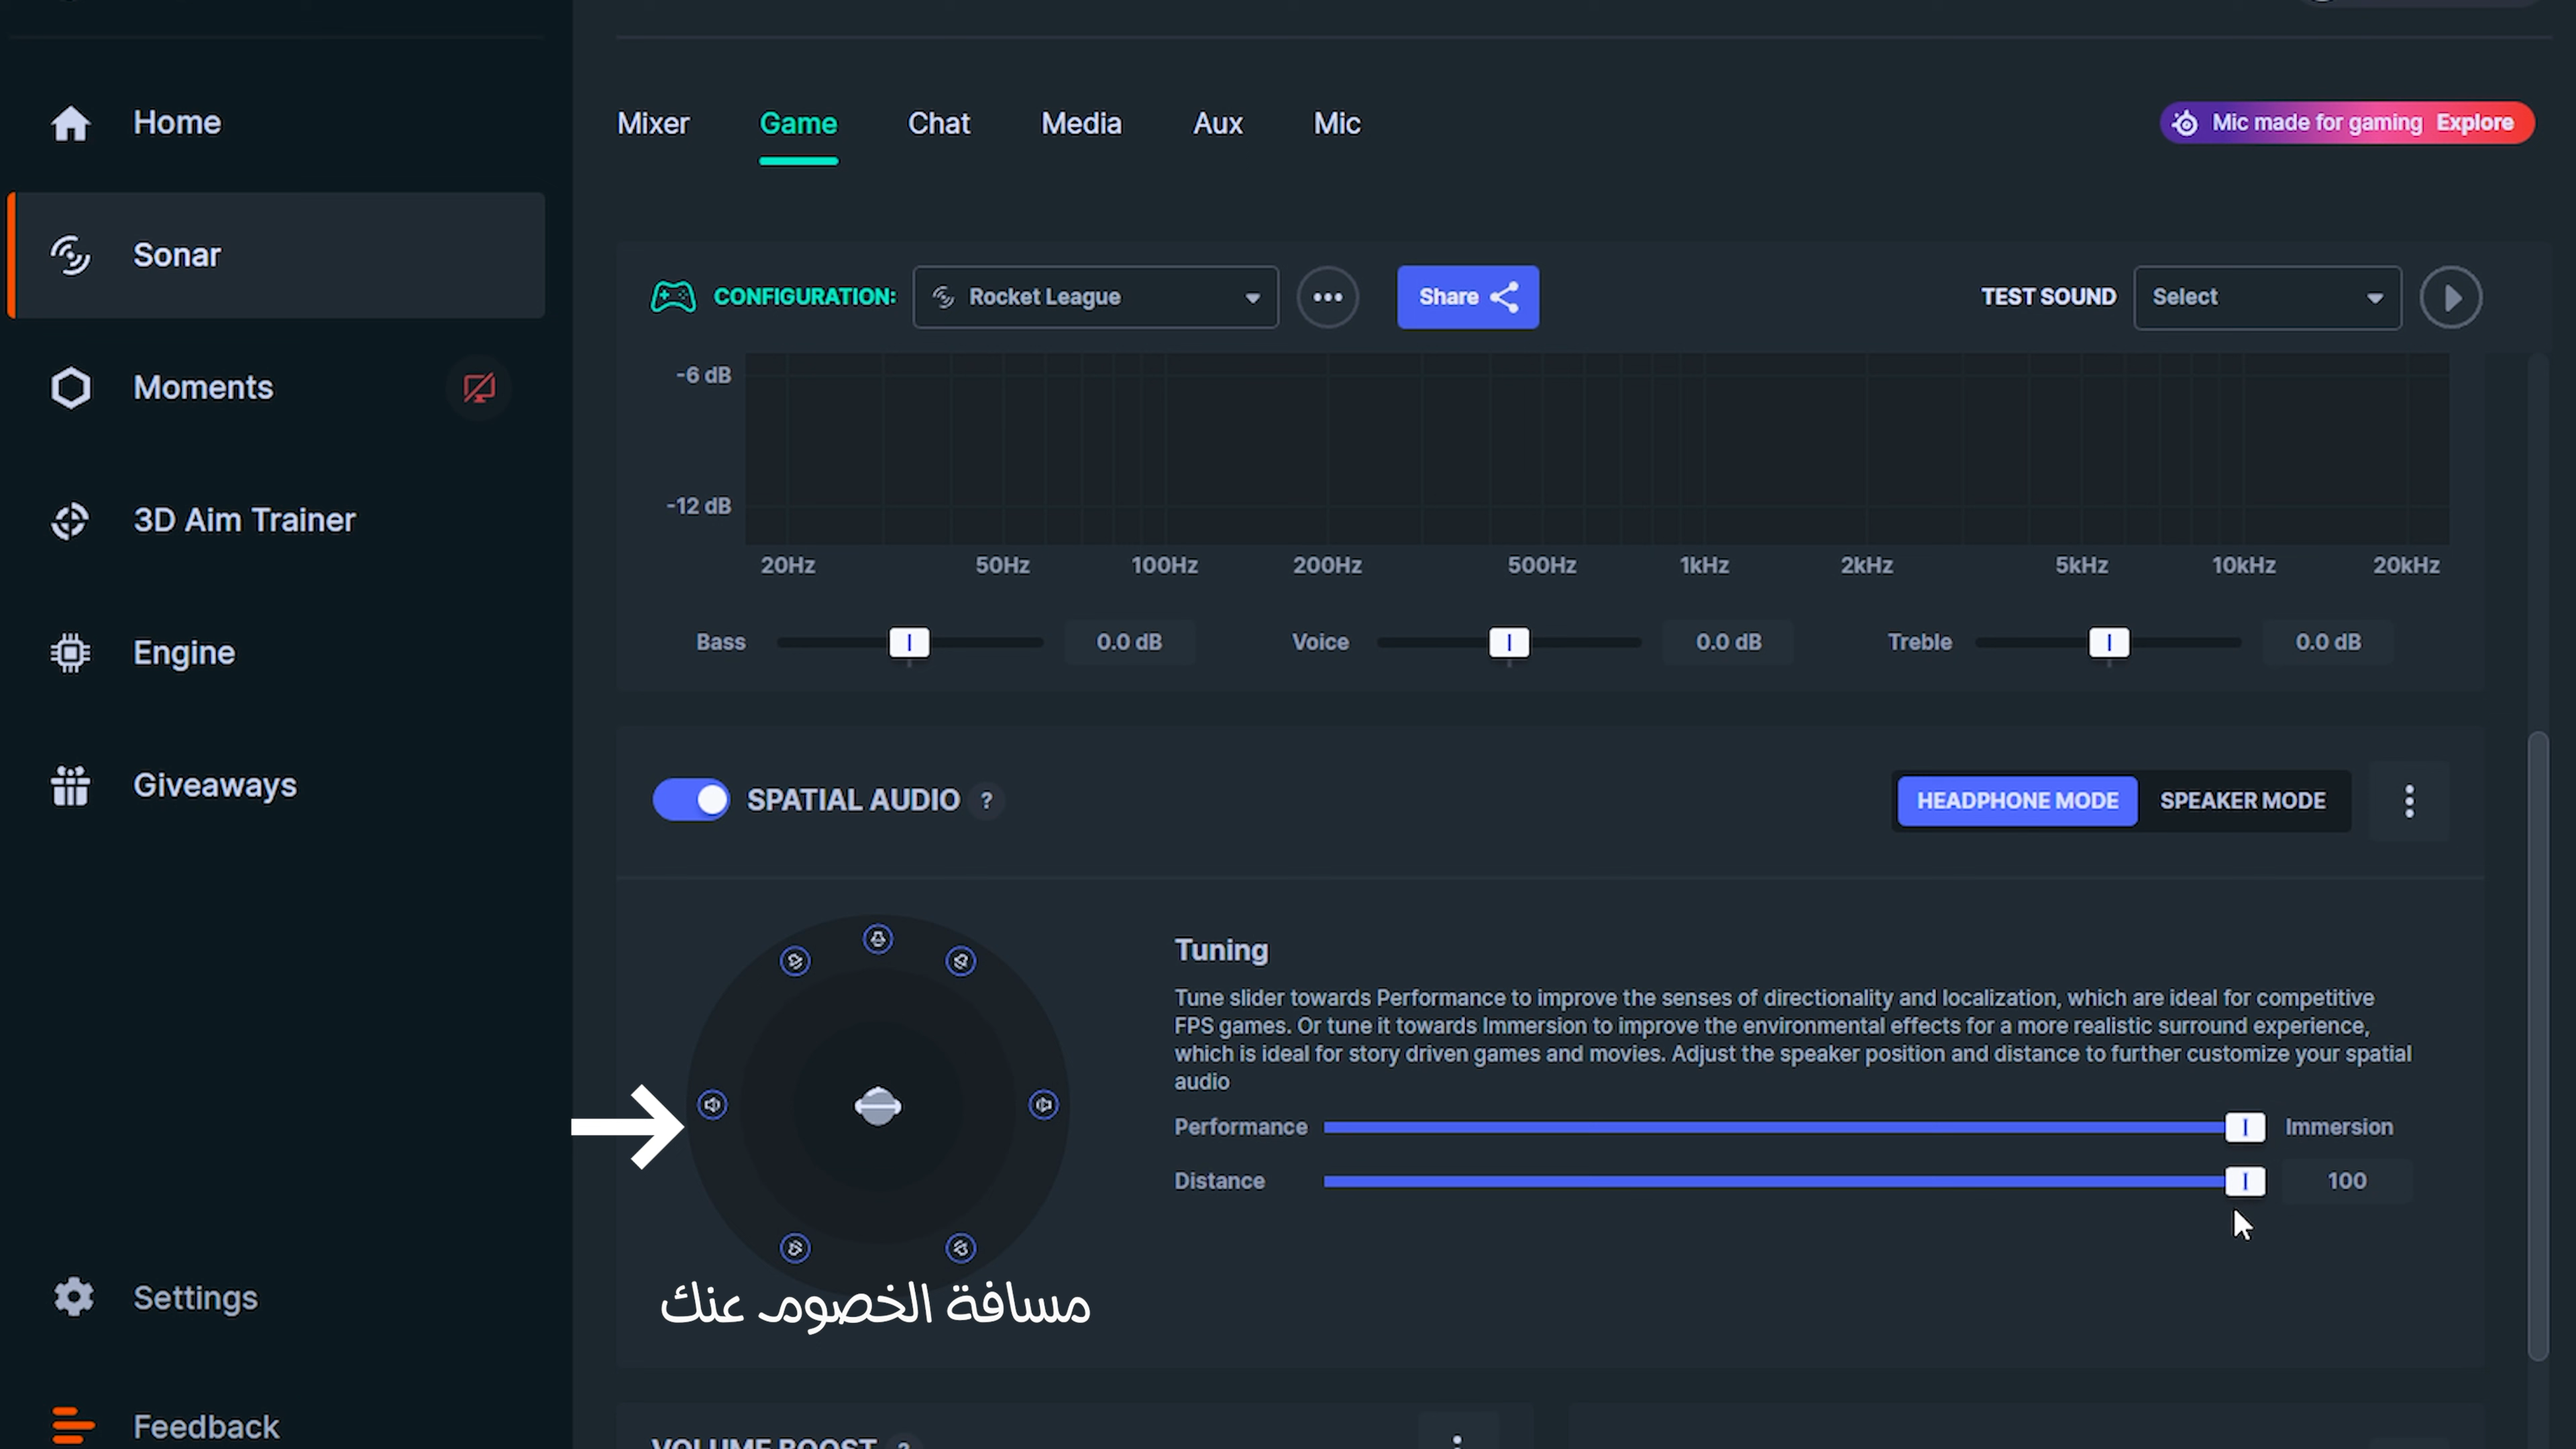 Home
Sonar
Moments
3D Aim Trainer
Engine
Giveaways
Settings
Feedback
Mixer Game Chat Media Aux Mic
Mic made for gaming Explore
CONFIGURATION: Rocket League ••• Share
TEST SOUND Select
-6 dB
-12 dB
20Hz 50Hz 100Hz 200Hz 500Hz 1kHz 2kHz 5kHz 10kHz 20kHz
Bass 0.0 dB Voice 0.0 dB Treble 0.0 dB
SPATIAL AUDIO ?
HEADPHONE MODE SPEAKER MODE
Tuning
Tune slider towards Performance to improve the senses of directionality and localization, which are ideal for competitive
FPS games. Or tune it towards Immersion to improve the environmental effects for a more realistic surround experience,
which is ideal for story driven games and movies. Adjust the speaker position and distance to further customize your spatial
audio
Performance Immersion
Distance 100
مسافة الخصوم عنك
VOLUME BOOST ?